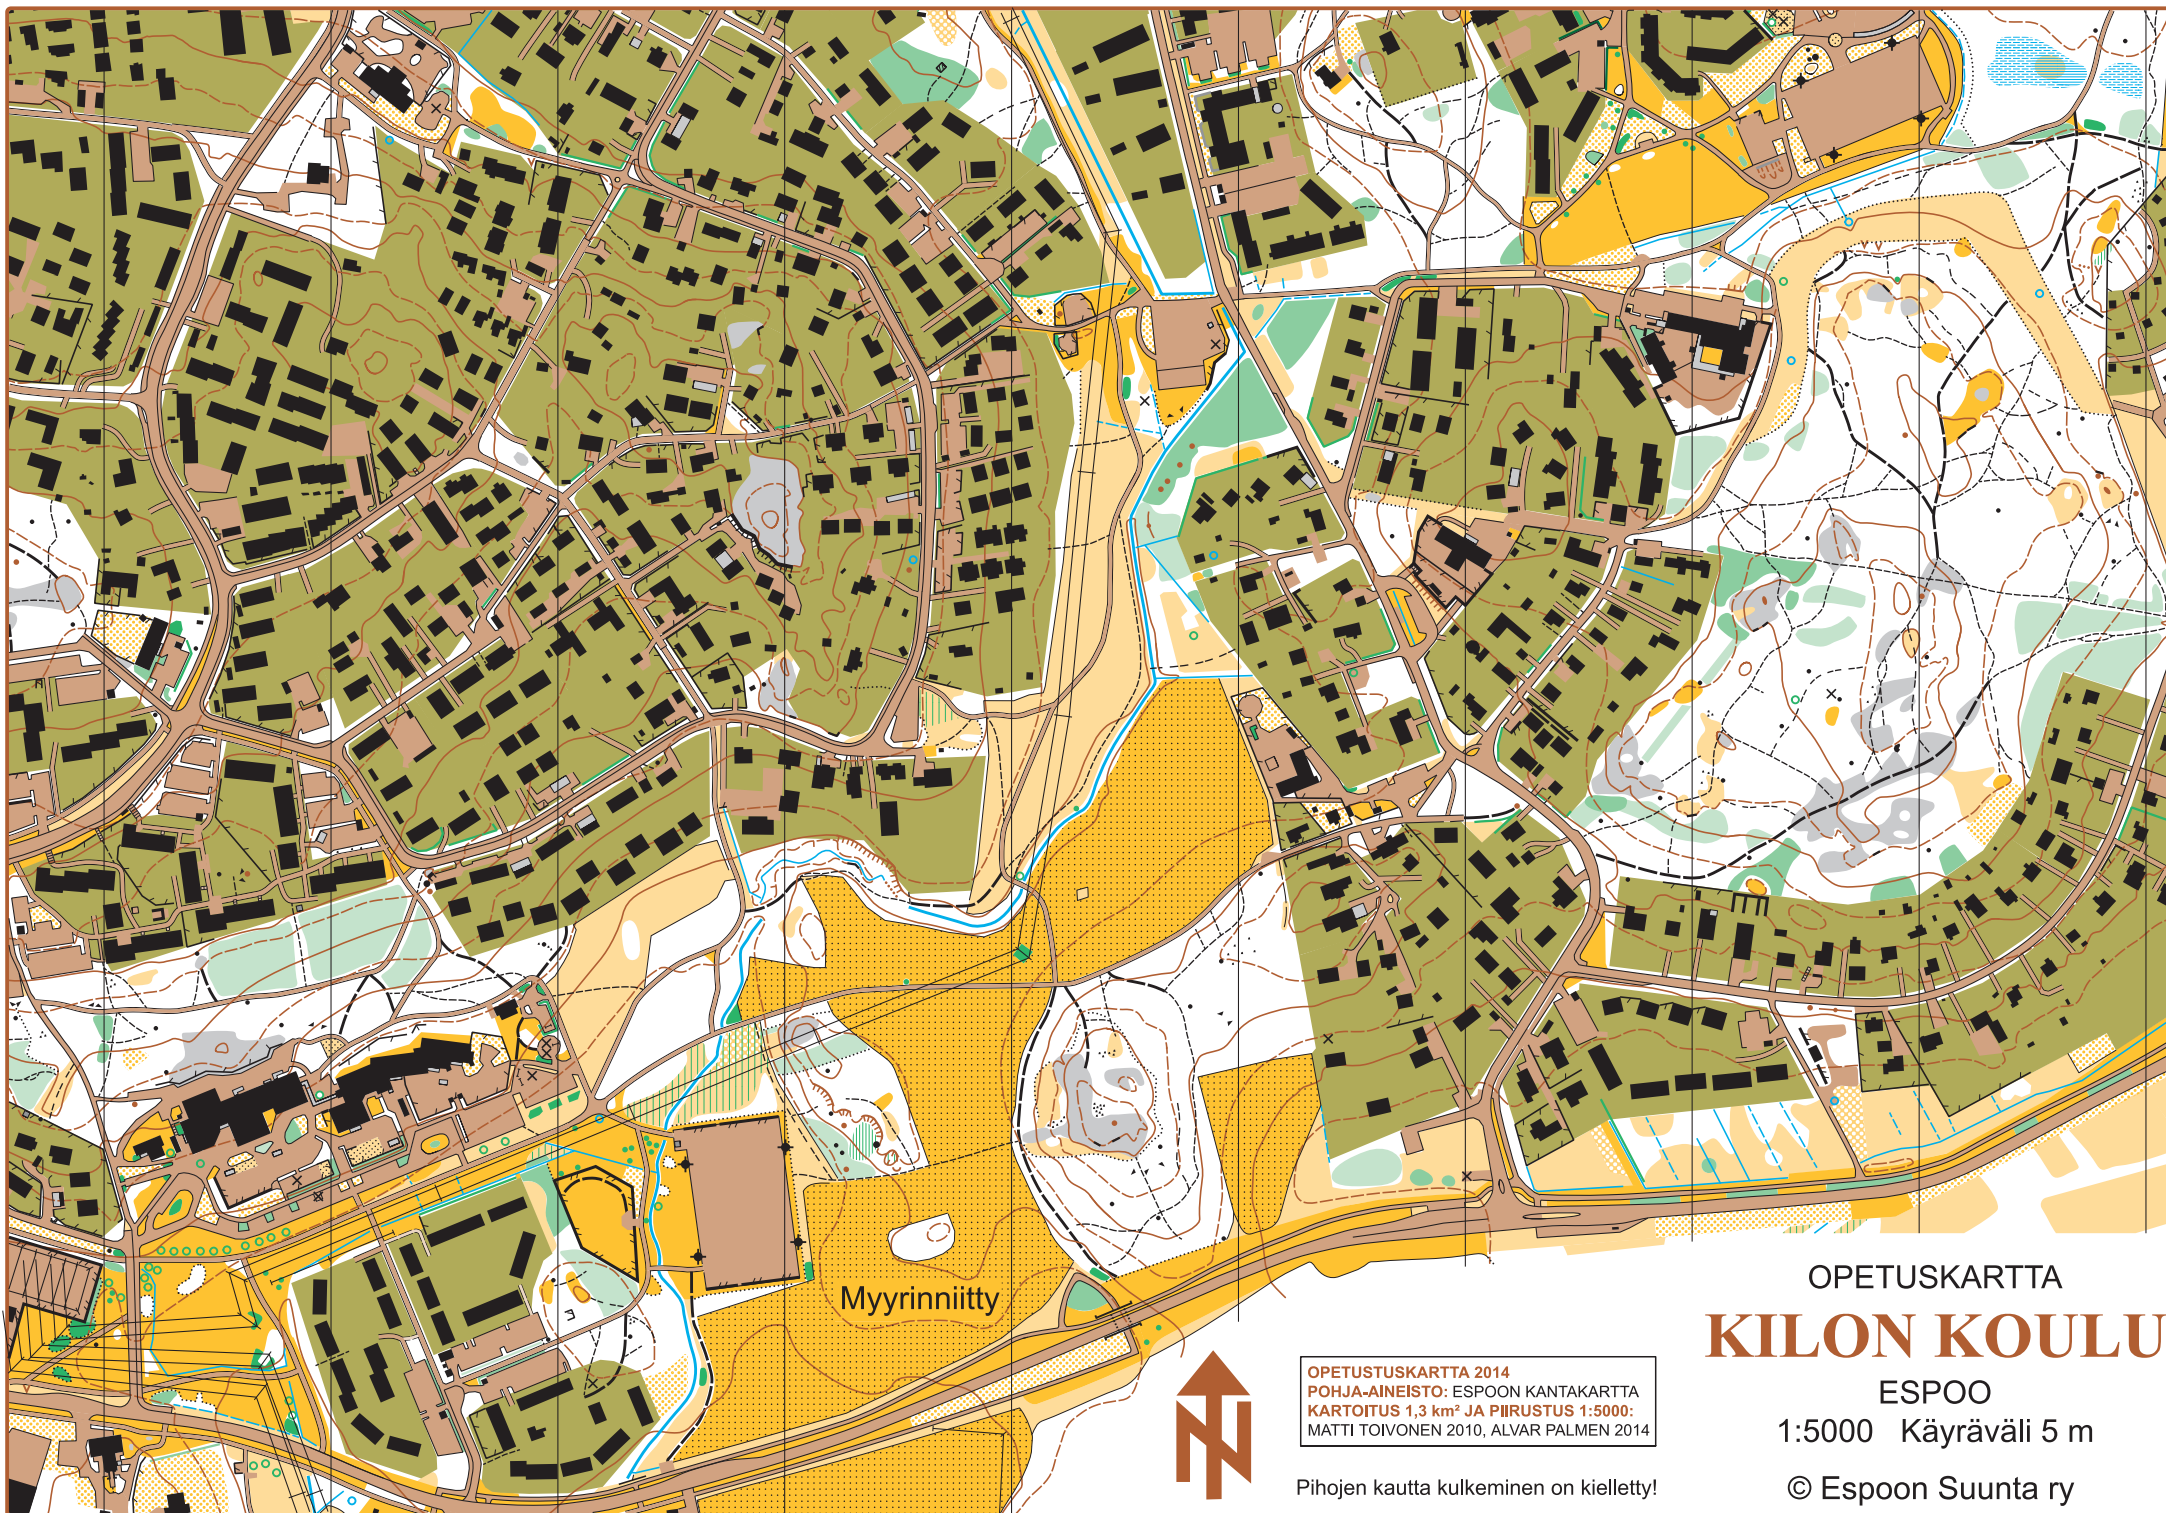 Myyrinniitty
OPETUSKARTTA
KILON KOULU
ESPOO
1:5000 Käyräväli 5 m
© Espoon Suunta ry
OPETUSTUSKARTTA 2014
POHJA-AINEISTO: ESPOON KANTAKARTTA
KARTOITUS 1,3 km² JA PIIRUSTUS 1:5000:
MATTI TOIVONEN 2010, ALVAR PALMEN 2014
Pihojen kautta kulkeminen on kielletty!